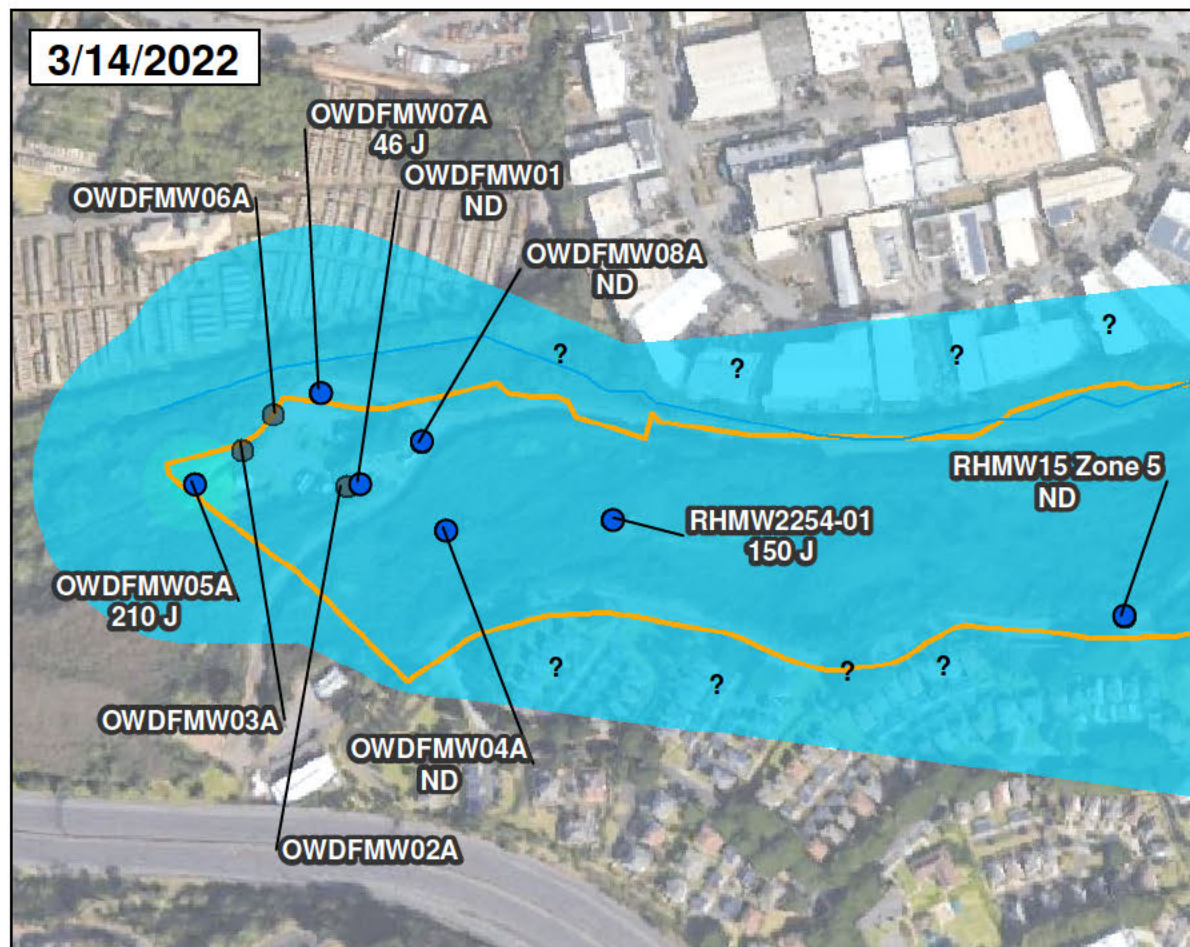 3/14/2022
OWDFMW07A
46 J
OWDFMW01
ND
OWDFMW06A
OWDFMW08A
ND
?
?
?
?
RHMW15 Zone 5
ND
RHMW2254-01
150 J
OWDFMW05A
210 J
?
?
?
?
OWDFMW03A
OWDFMW04A
ND
OWDFMW02A